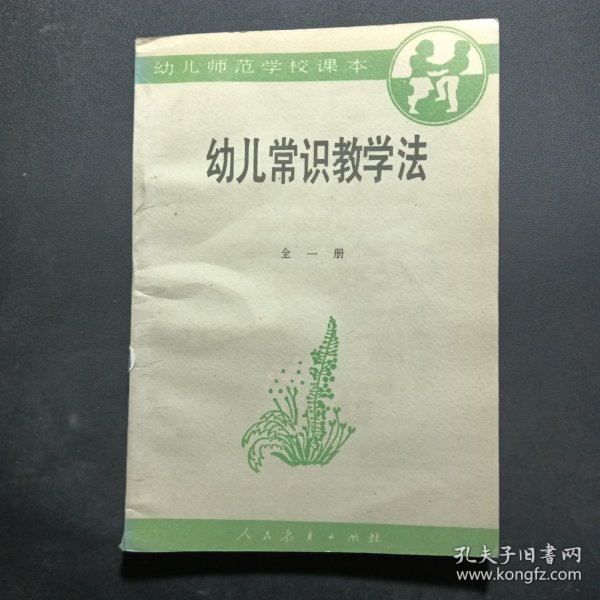 幼儿师范学校课本
幼儿常识教学法
全一册
人民教育出版社
孔夫子旧书网
www.kongfz.com